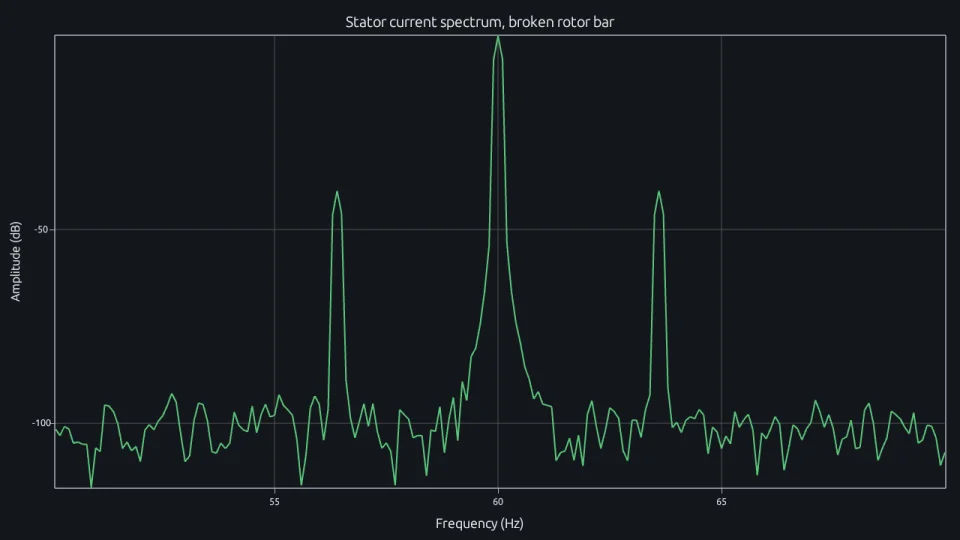 Stator current spectrum, broken rotor bar
Amplitude (dB)
-50
-100
55
60
65
Frequency (Hz)